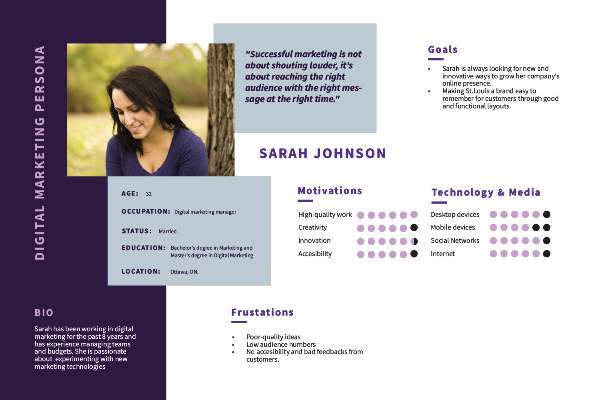 DIGITAL MARKETING PERSONA
"Successful marketing is not
about shouting louder, it's
about reaching the right
audience with the right mes-
sage at the right time."
Goals
• Sarah is always looking for new and
innovative ways to grow her company's
online presence.
• Making St.Louis a brand easy to
remember for customers through good
and functional layouts.
SARAH JOHNSON
AGE: 32
OCCUPATION: Digital marketing manager
STATUS: Married
EDUCATION: Bachelor's degree in Marketing and
Master's degree in Digital Marketing
LOCATION: Ottawa, ON.
Motivations
High-quality work
Creativity
Innovation
Accesibility
Technology & Media
Desktop devices
Mobile devices
Social Networks
Internet
BIO
Sarah has been working in digital
marketing for the past 8 years and
has experience managing teams
and budgets. She is passionate
about experimenting with new
marketing technologies
Frustations
• Poor-quality ideas
• Low audience numbers
• No accesibility and bad feedbacks from
customers.